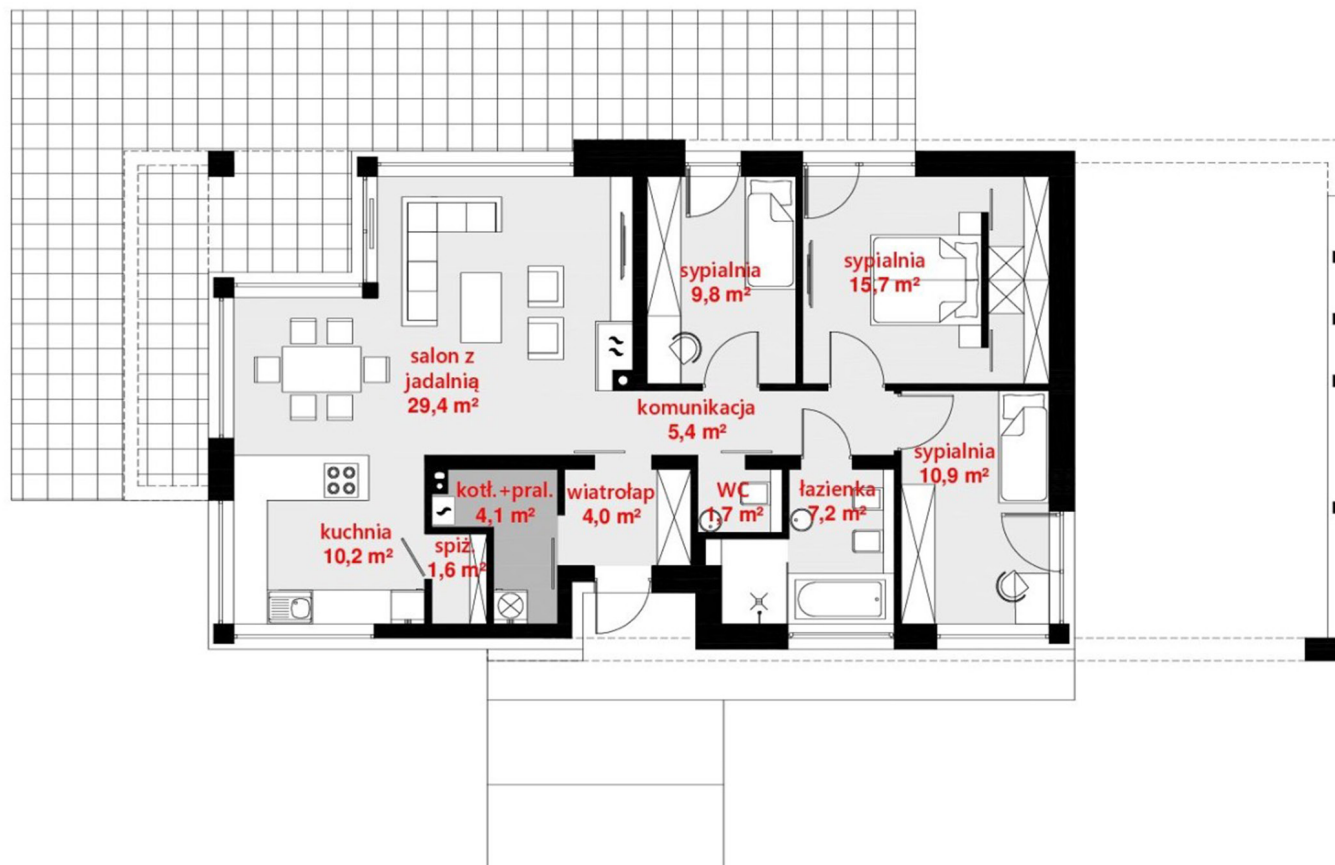 sypialnia
9,8 m²
sypialnia
15,7 m²
salon z
jadalnią
29,4 m²
komunikacja
5,4 m²
sypialnia
10,9 m²
kotł.+pral.
4,1 m²
wiatrołap
4,0 m²
WC
1,7 m²
łazienka
7,2 m²
kuchnia
10,2 m²
spiż.
1,6 m²